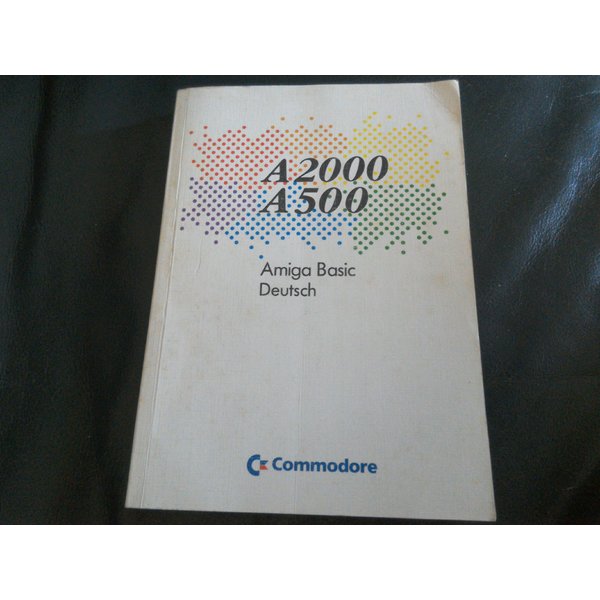 A2000
A500
Amiga Basic
Deutsch
Commodore